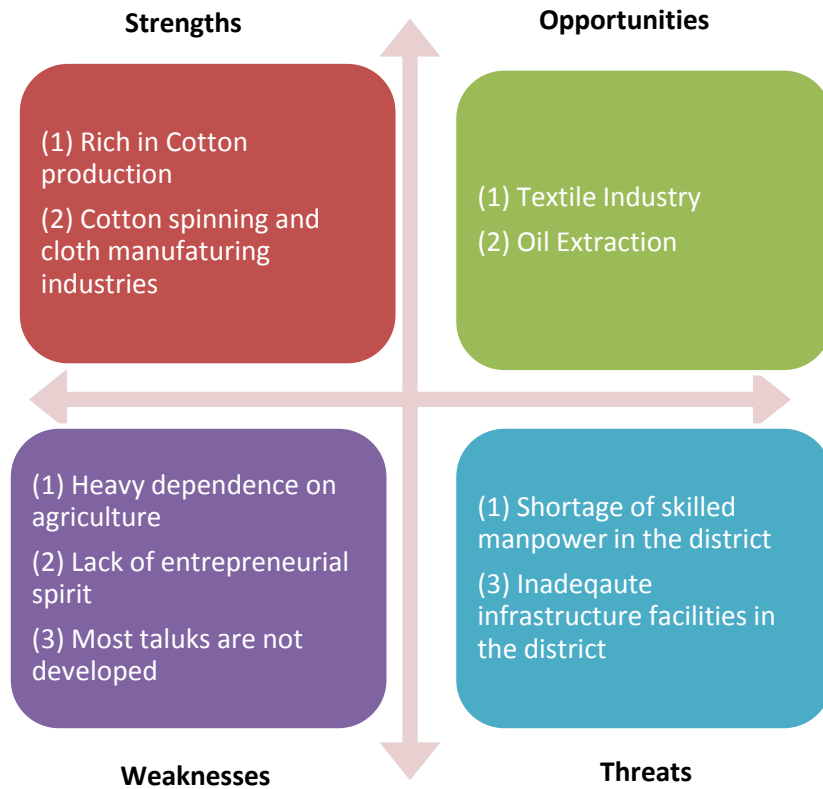 Strengths
(1) Rich in Cotton
production
(2) Cotton spinning and
cloth manufaturing
industries
Opportunities
(1) Textile Industry
(2) Oil Extraction
(1) Heavy dependence on
agriculture
(2) Lack of entrepreneurial
spirit
(3) Most taluks are not
developed
Weaknesses
(1) Shortage of skilled
manpower in the district
(3) Inadeqaute
infrastructure facilities in
the district
Threats